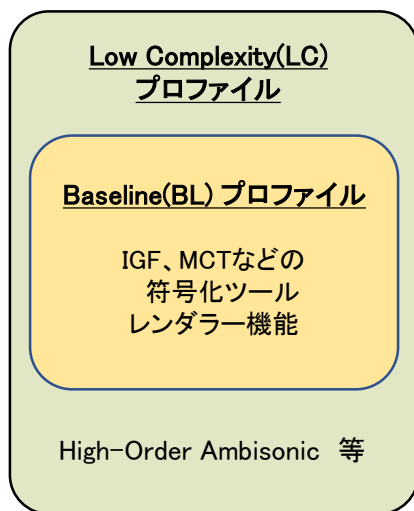 Low Complexity(LC)
プロファイル
Baseline(BL) プロファイル
IGF、MCTなどの
符号化ツール
レンダラー機能
High-Order Ambisonic 等